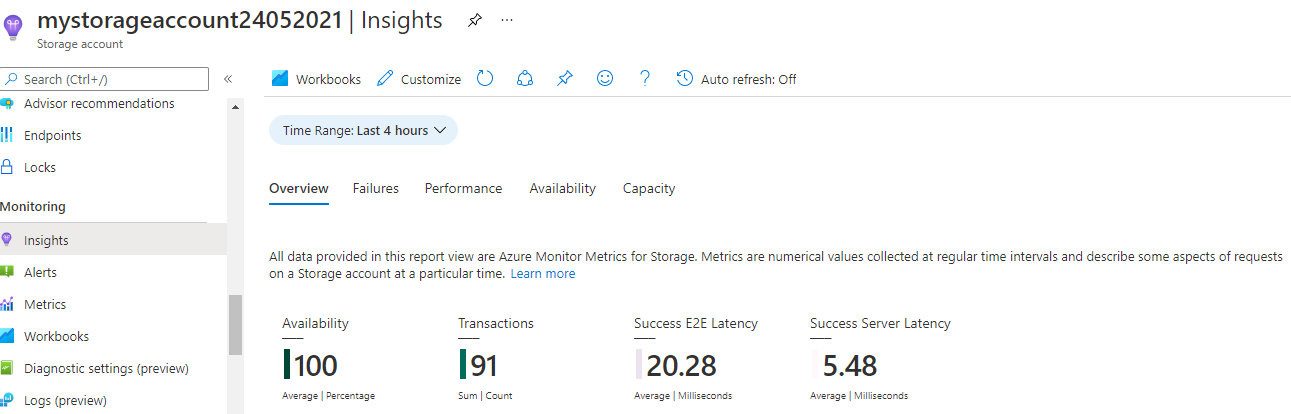 mystorageaccount24052021 | Insights
...
Storage account
Search (Ctrl+/)
«
Advisor recommendations
Endpoints
Locks
Monitoring
Insights
Alerts
Metrics
Workbooks
Diagnostic settings (preview)
Logs (preview)
Workbooks Customize ? Auto refresh: Off
Time Range: Last 4 hours
Overview Failures Performance Availability Capacity
All data provided in this report view are Azure Monitor Metrics for Storage. Metrics are numerical values collected at regular time intervals and describe some aspects of requests
on a Storage account at a particular time. Learn more
Availability Transactions Success E2E Latency Success Server Latency
100 91 20.28 5.48
Average | Percentage Sum | Count Average | Milliseconds Average | Milliseconds